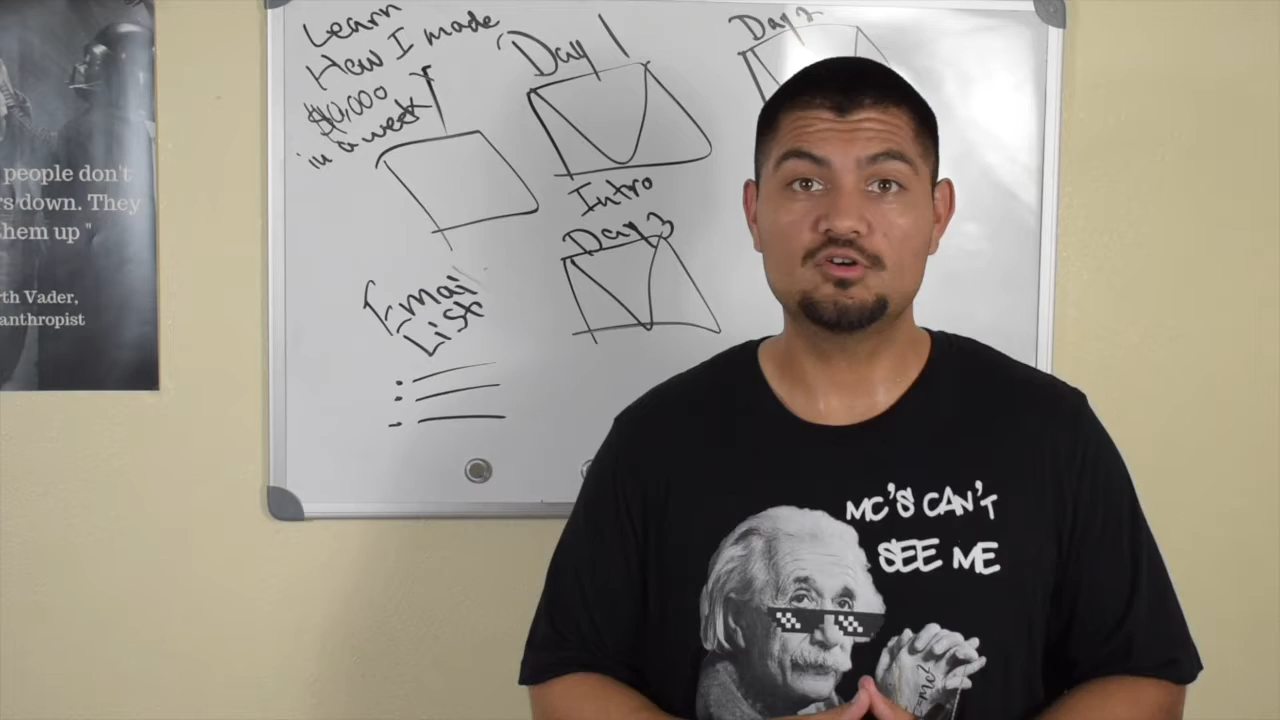 people don't
rs down. They
hem up "
rth Vader,
anthropist
Learn
How I made
$10,000
in a week
Day 1
Intro
Day 2
Day 3
Email
List
MC'S CAN'T
SEE ME
=mc²